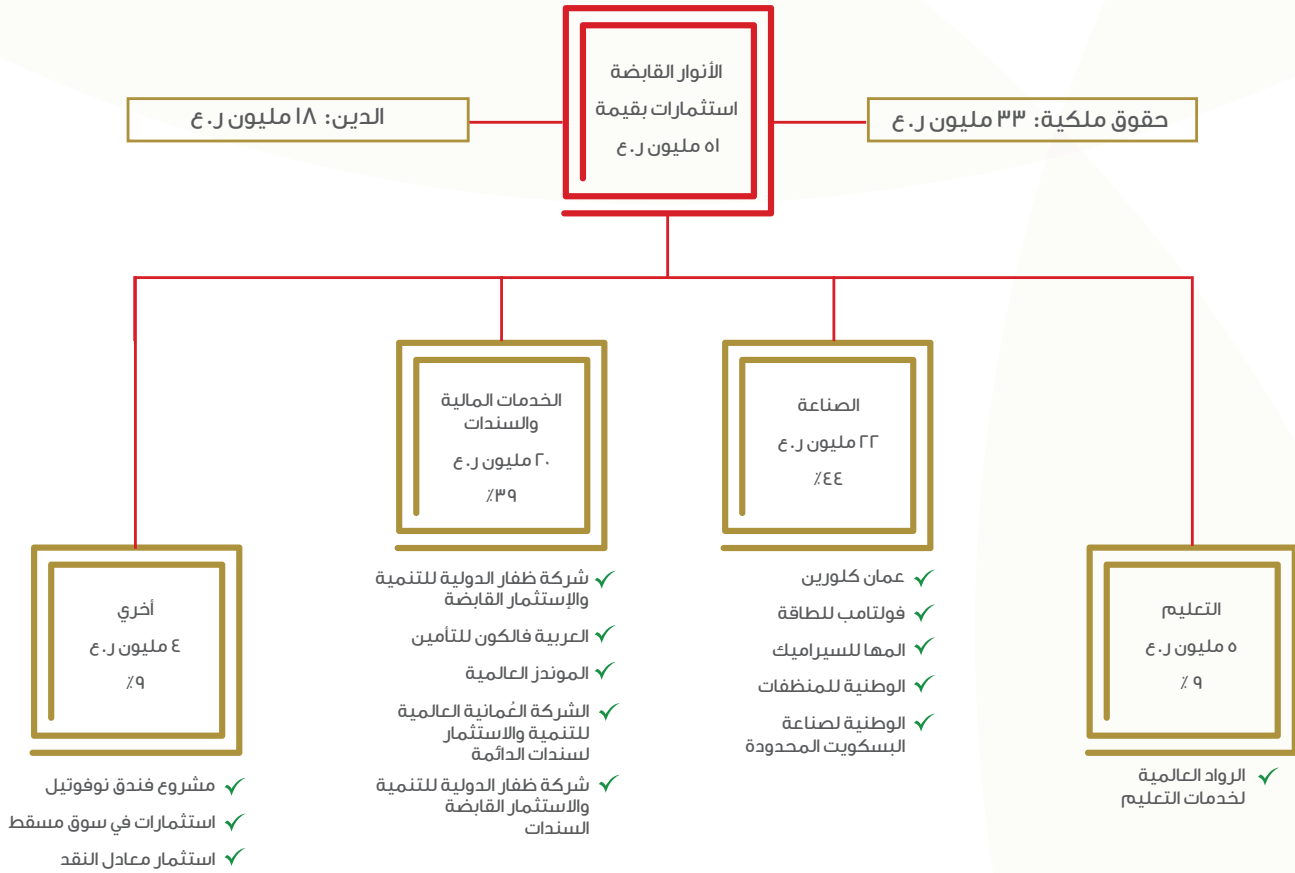 الأنوار القابضة
استثمارات بقيمة
٥١ مليون ر.ع
حقوق ملكية: ٣٣ مليون ر.ع
الدين: ١٨ مليون ر.ع
التعليم
٥ مليون ر.ع
٩ ٪
الرواد العالمية
لخدمات التعليم
الصناعة
٢٢ مليون ر.ع
٤٤٪
عمان كلورين
فولتامب للطاقة
المها للسيراميك
الوطنية للمنظفات
الوطنية لصناعة
البسكويت المحدودة
الخدمات المالية
والسندات
٢٠ مليون ر.ع
٣٩٪
شركة ظفار الدولية للتنمية
والإستثمار القابضة
العربية فالكون للتأمين
الموندز العالمية
الشركة العُمانية العالمية
للتنمية والاستثمار
لسندات الدائمة
شركة ظفار الدولية للتنمية
والاستثمار القابضة
السندات
أخري
٤ مليون ر.ع
٩٪
مشروع فندق نوفوتيل
استثمارات في سوق مسقط
استثمار معادل النقد